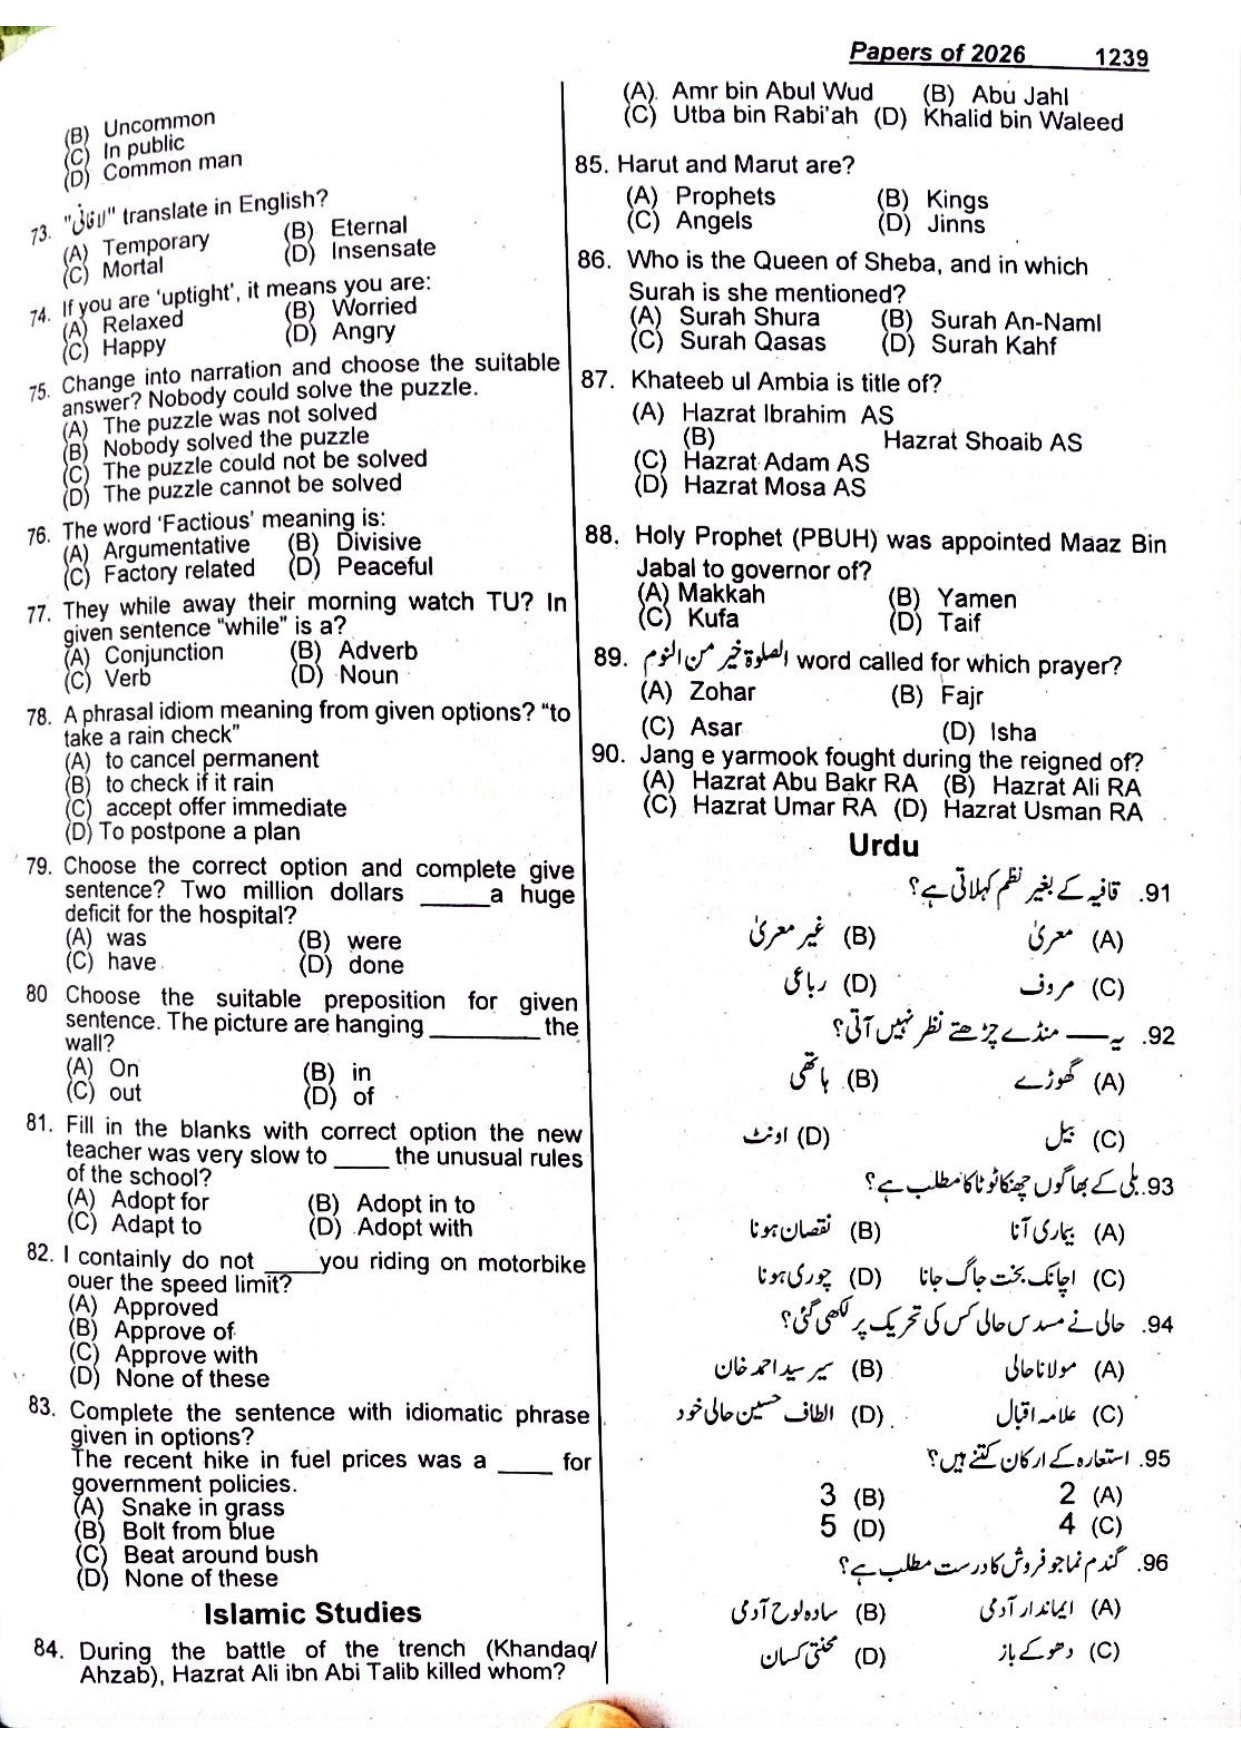 Papers of 2026 1239
(B) Uncommon
(C) In public
(D) Common man
73. "لافانی" translate in English?
(A) Temporary (B) Eternal
(C) Mortal (D) Insensate
74. If you are 'uptight', it means you are:
(A) Relaxed (B) Worried
(C) Happy (D) Angry
75. Change into narration and choose the suitable
answer? Nobody could solve the puzzle.
(A) The puzzle was not solved
(B) Nobody solved the puzzle
(C) The puzzle could not be solved
(D) The puzzle cannot be solved
76. The word 'Factious' meaning is:
(A) Argumentative (B) Divisive
(C) Factory related (D) Peaceful
77. They while away their morning watch TU? In
given sentence "while" is a?
(A) Conjunction (B) Adverb
(C) Verb (D) Noun
78. A phrasal idiom meaning from given options? "to
take a rain check"
(A) to cancel permanent
(B) to check if it rain
(C) accept offer immediate
(D) To postpone a plan
79. Choose the correct option and complete give
sentence? Two million dollars _____a huge
deficit for the hospital?
(A) was (B) were
(C) have (D) done
80 Choose the suitable preposition for given
sentence. The picture are hanging ________ the
wall?
(A) On (B) in
(C) out (D) of
81. Fill in the blanks with correct option the new
teacher was very slow to ____ the unusual rules
of the school?
(A) Adopt for (B) Adopt in to
(C) Adapt to (D) Adopt with
82. I containly do not ____you riding on motorbike
ouer the speed limit?
(A) Approved
(B) Approve of
(C) Approve with
(D) None of these
83. Complete the sentence with idiomatic phrase
given in options?
The recent hike in fuel prices was a ____ for
government policies.
(A) Snake in grass
(B) Bolt from blue
(C) Beat around bush
(D) None of these
Islamic Studies
84. During the battle of the trench (Khandaq/
Ahzab), Hazrat Ali ibn Abi Talib killed whom?
(A) Amr bin Abul Wud (B) Abu Jahl
(C) Utba bin Rabi'ah (D) Khalid bin Waleed
85. Harut and Marut are?
(A) Prophets (B) Kings
(C) Angels (D) Jinns
86. Who is the Queen of Sheba, and in which
Surah is she mentioned?
(A) Surah Shura (B) Surah An-Naml
(C) Surah Qasas (D) Surah Kahf
87. Khateeb ul Ambia is title of?
(A) Hazrat Ibrahim AS
(B) Hazrat Shoaib AS
(C) Hazrat Adam AS
(D) Hazrat Mosa AS
88. Holy Prophet (PBUH) was appointed Maaz Bin
Jabal to governor of?
(A) Makkah (B) Yamen
(C) Kufa (D) Taif
89. الصلوۃ خیر من النوم word called for which prayer?
(A) Zohar (B) Fajr
(C) Asar (D) Isha
90. Jang e yarmook fought during the reigned of?
(A) Hazrat Abu Bakr RA (B) Hazrat Ali RA
(C) Hazrat Umar RA (D) Hazrat Usman RA
Urdu
91. قافیہ کے بغیر نظم کہلاتی ہے؟
(A) معریٰ (B) غیر معریٰ
(C) مروف (D) رباعی
92. یہ —— منڈے چڑھتے نظر نہیں آتی؟
(A) گھوڑے (B) ہاتھی
(C) بیل (D) اونٹ
93. بلی کے بھاگوں چھنکا ٹوٹا کا مطلب ہے؟
(A) بیماری آنا (B) نقصان ہونا
(C) اچانک بخت جاگ جانا (D) چوری ہونا
94. حالی نے مسدس حالی کس کی تحریک پر لکھی گئی؟
(A) مولانا حالی (B) سر سید احمد خان
(C) علامہ اقبال (D) الطاف حسین حالی خود
95. استعارہ کے ارکان کتنے ہیں؟
(A) 2 (B) 3
(C) 4 (D) 5
96. گندم نما جو فروش کا درست مطلب ہے؟
(A) ایماندار آدمی (B) سادہ لوح آدمی
(C) دھوکے باز (D) محنتی کسان